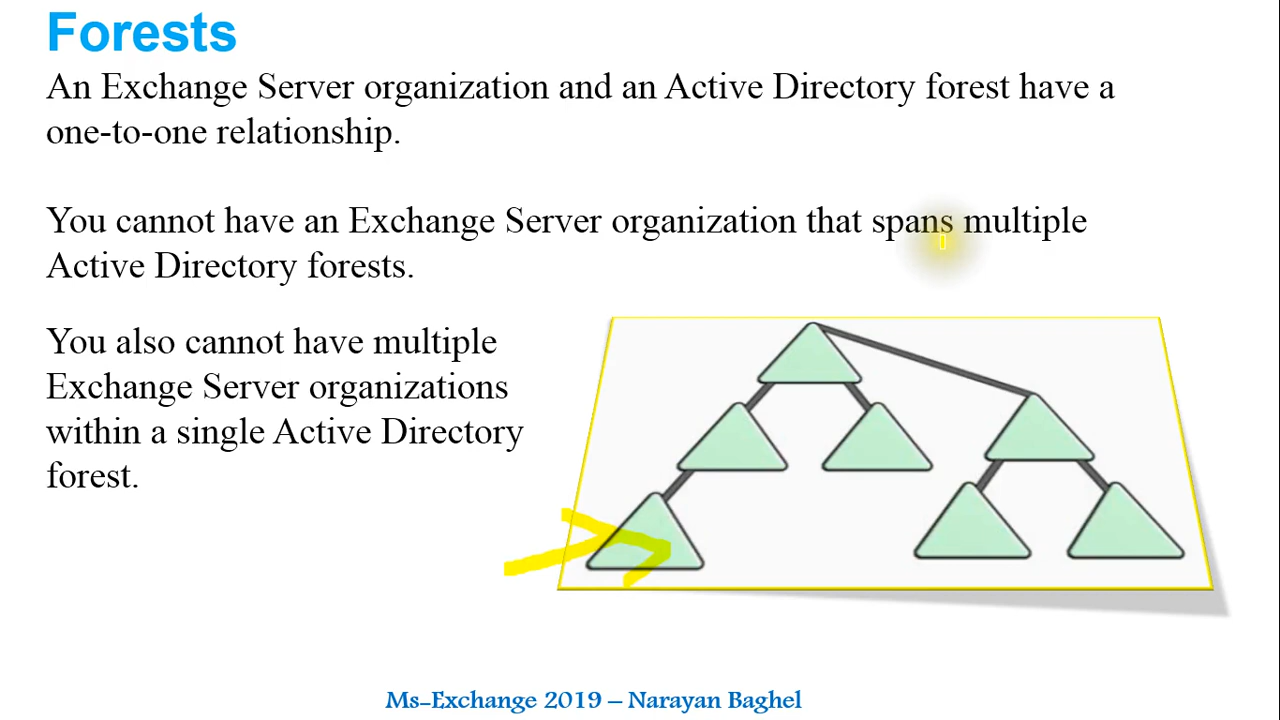 Forests
An Exchange Server organization and an Active Directory forest have a
one-to-one relationship.
You cannot have an Exchange Server organization that spans multiple
Active Directory forests.
You also cannot have multiple
Exchange Server organizations
within a single Active Directory
forest.
Ms-Exchange 2019 – Narayan Baghel